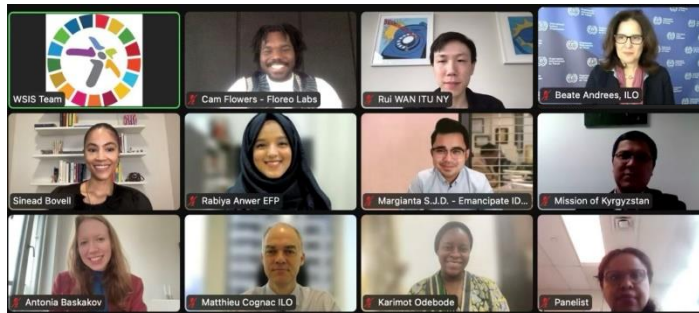 WSIS Team
Cam Flowers - Floreo Labs
Rui WAN ITU NY
Beate Andrees, ILO
Sinead Bovell
Rabiya Anwer EFP
Margianta S.J.D. - Emancipate ID...
Mission of Kyrgyzstan
Antonia Baskakov
Matthieu Cognac ILO
Karimot Odebode
Panelist